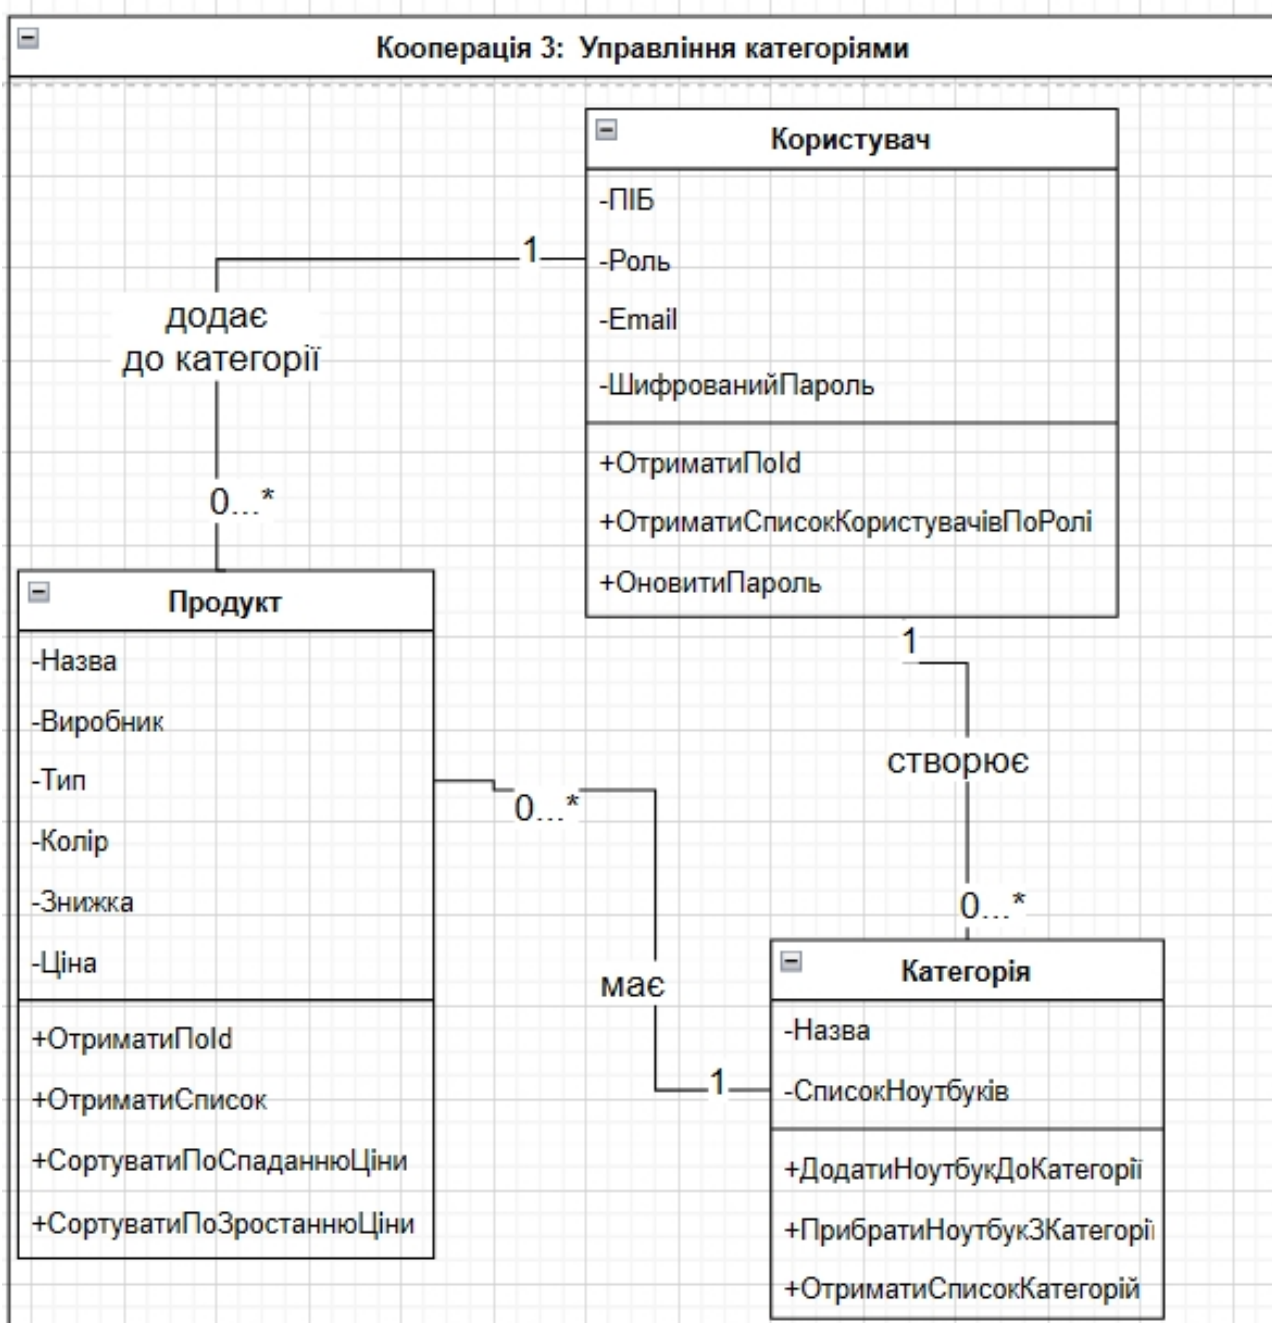 Кооперація 3: Управління категоріями
Користувач
-ПІБ
-Роль
-Email
-ШифрованийПароль
+ОтриматиПоId
+ОтриматиСписокКористувачівПоРолі
+ОновитиПароль
1
додає
до категорії
0...*
Продукт
-Назва
-Виробник
-Тип
-Колір
-Знижка
-Ціна
+ОтриматиПоId
+ОтриматиСписок
+СортуватиПоСпаданнюЦіни
+СортуватиПоЗростаннюЦіни
0...*
має
1
1
створює
0...*
Категорія
-Назва
-СписокНоутбуків
+ДодатиНоутбукДоКатегорії
+ПрибратиНоутбукЗКатегорії
+ОтриматиСписокКатегорій